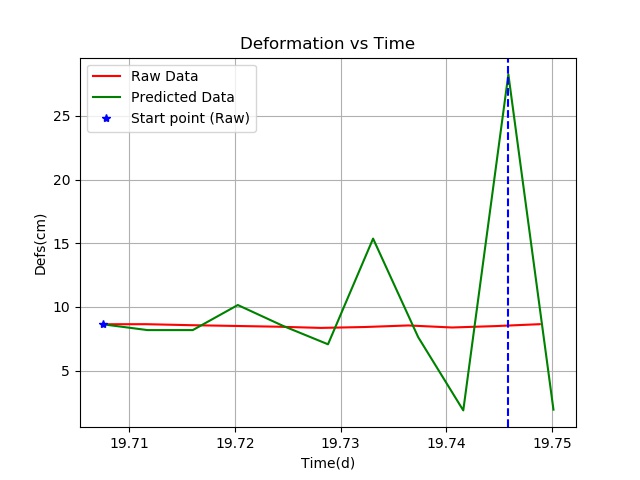 Deformation vs Time
Raw Data
Predicted Data
Start point (Raw)
25
20
15
10
5
Defs(cm)
19.71 19.72 19.73 19.74 19.75
Time(d)